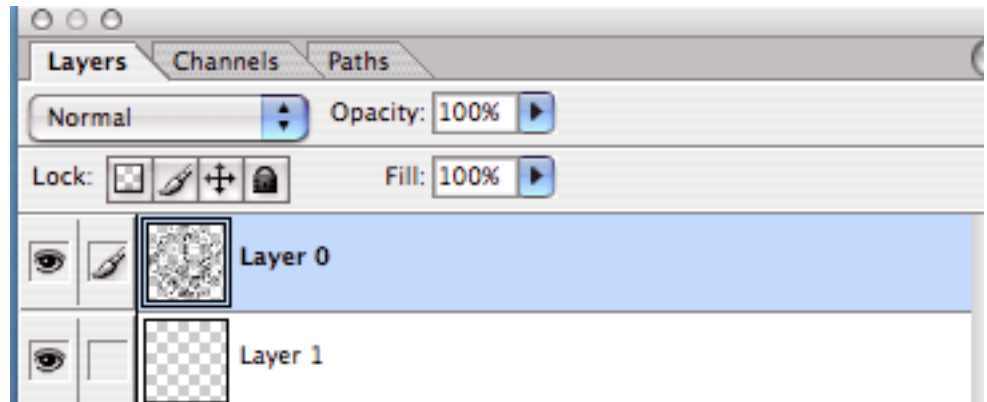 Layers Channels Paths
Normal Opacity: 100%
Lock: Fill: 100%
Layer 0
Layer 1